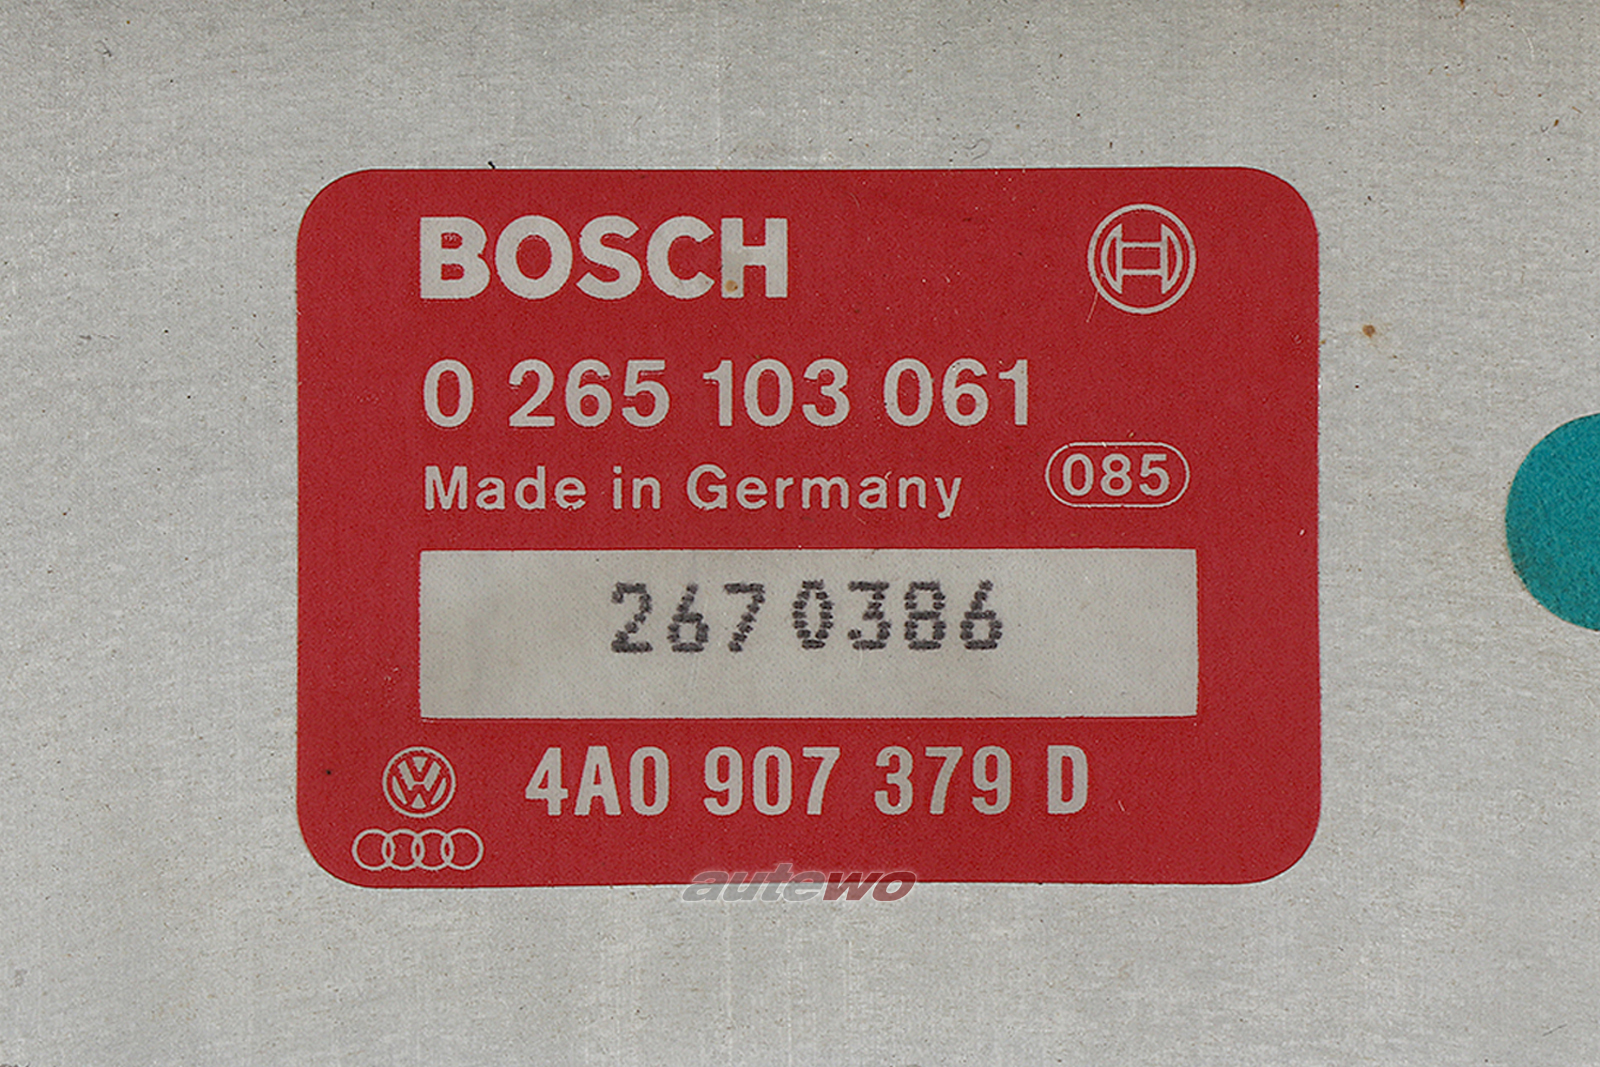 BOSCH
0 265 103 061
Made in Germany 085
2670386
4A0 907 379 D
autewo